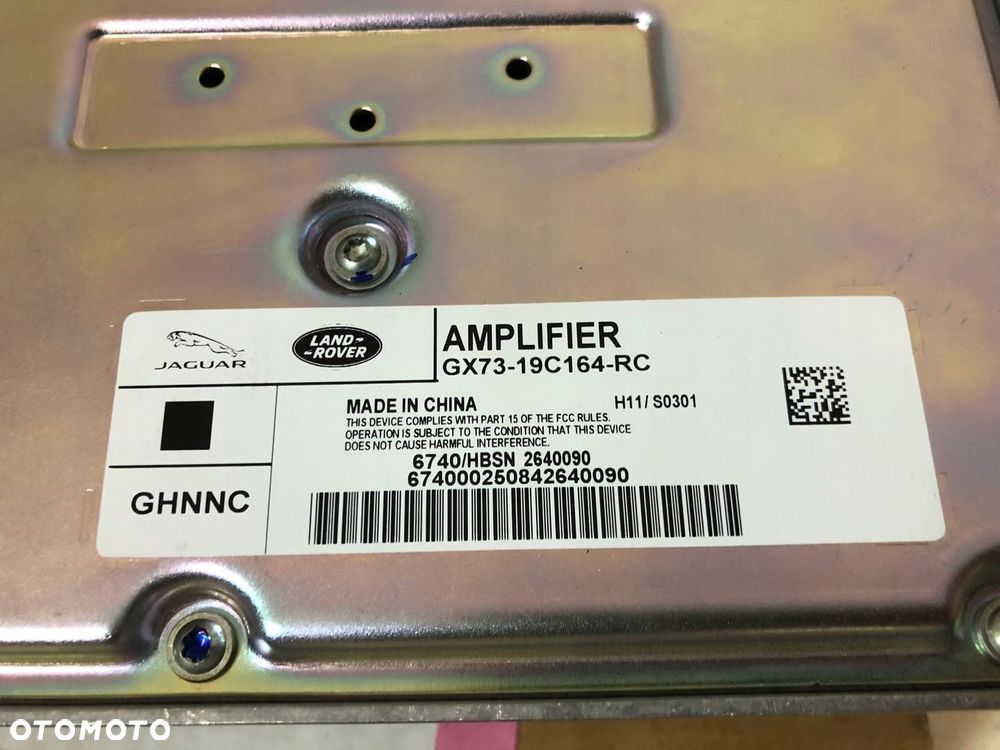 JAGUAR
LAND-
-ROVER
AMPLIFIER
GX73-19C164-RC
MADE IN CHINA H11/ S0301
THIS DEVICE COMPLIES WITH PART 15 OF THE FCC RULES.
OPERATION IS SUBJECT TO THE CONDITION THAT THIS DEVICE
DOES NOT CAUSE HARMFUL INTERFERENCE.
6740/HBSN 2640090
674000250842640090
GHNNC
OTOMOTO